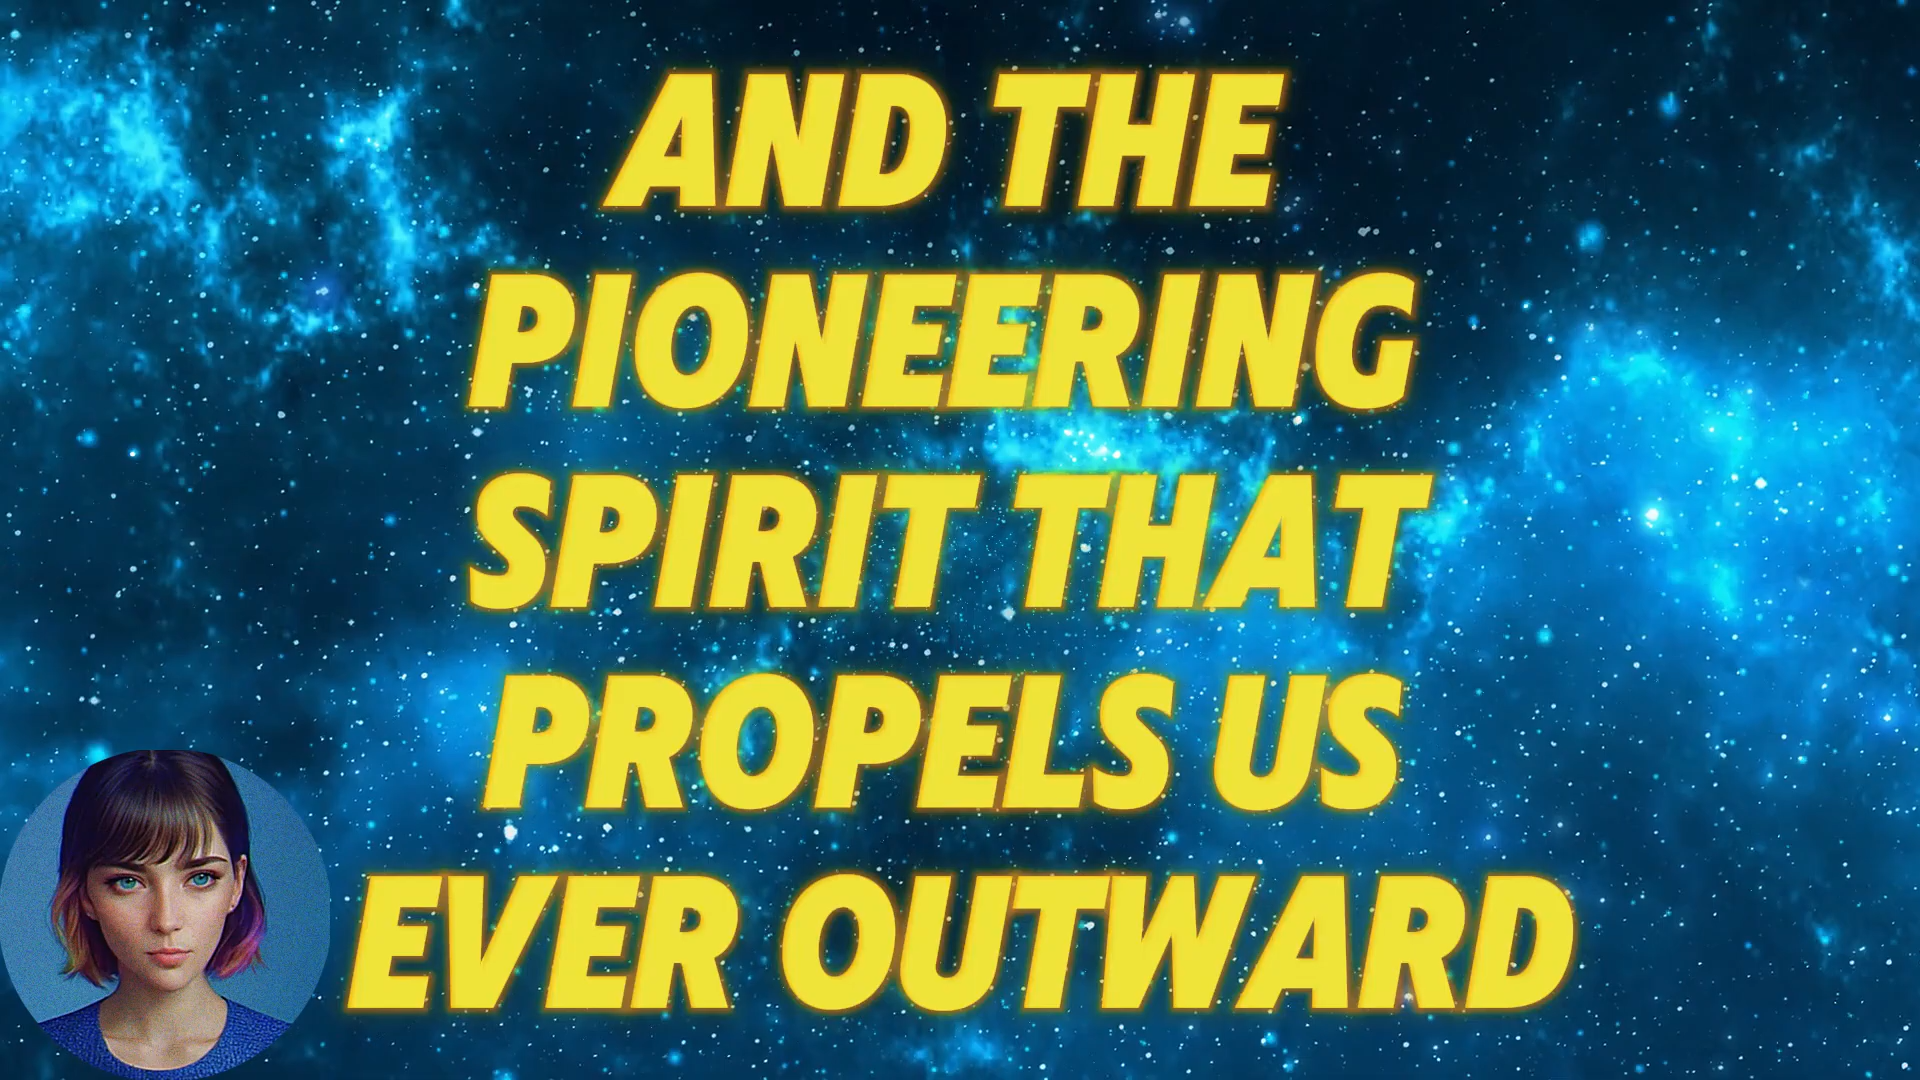 AND THE
PIONEERING
SPIRIT THAT
PROPELS US
EVER OUTWARD